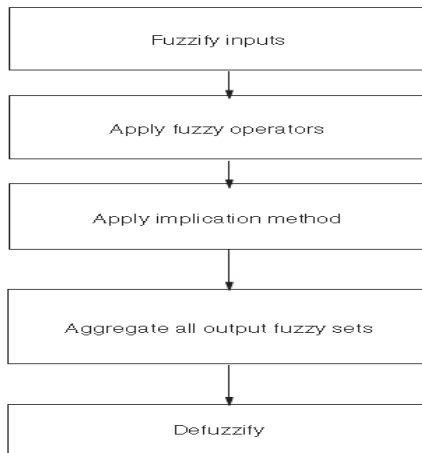 Fuzzify inputs
Apply fuzzy operators
Apply implication method
Aggregate all output fuzzy sets
Defuzzify